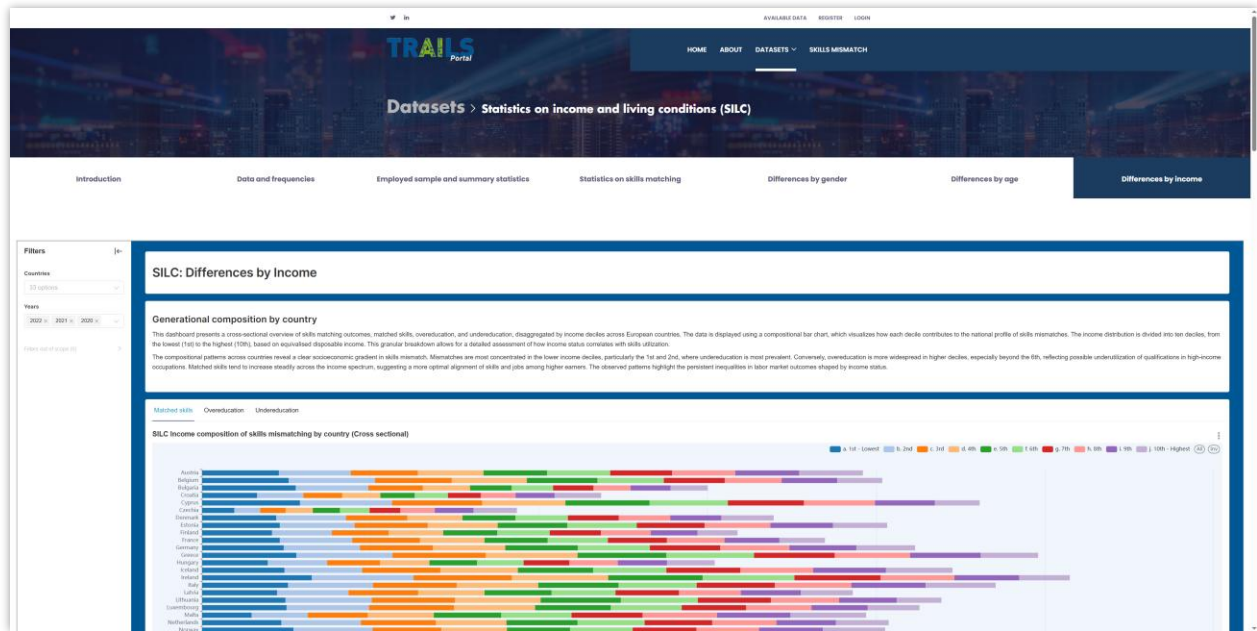 AVAILABLE DATA REGISTER LOGIN
TRAILS
Portal
HOME ABOUT DATASETS SKILLS MISMATCH
Datasets > Statistics on income and living conditions (SILC)
Introduction Data and frequencies Employed sample and summary statistics Statistics on skills matching Differences by gender Differences by age Differences by income
Filters
Countries
33 options
Years
2022 × 2021 × 2020 ×
Filters out of scope
SILC: Differences by Income
Generational composition by country
This dashboard presents a cross-sectional overview of skills matching outcomes, matched skills, overeducation, and undereducation, disaggregated by income deciles across European countries. The data is displayed using a compositional bar chart, which visualizes how each decile contributes to the national profile of skills mismatches. The income distribution is divided into ten deciles, from
the lowest (1st) to the highest (10th), based on equivalised disposable income. This granular breakdown allows for a detailed assessment of how income status correlates with skills utilization.
The compositional patterns across countries reveal a clear socioeconomic gradient in skills mismatch. Mismatches are most concentrated in the lower income deciles, particularly the 1st and 2nd, where undereducation is most prevalent. Conversely, overeducation is more widespread in higher deciles, especially beyond the 6th, reflecting possible underutilization of qualifications in high-income
occupations. Matched skills tend to increase steadily across the income spectrum, suggesting a more optimal alignment of skills and jobs among higher earners. The observed patterns highlight the persistent inequalities in labor market outcomes shaped by income status.
Matched skills Overeducation Undereducation
SILC Income composition of skills mismatching by country (Cross sectional)
a. 1st - Lowest b. 2nd c. 3rd d. 4th e. 5th f. 6th g. 7th h. 8th i. 9th j. 10th - Highest All Inv
Austria
Belgium
Bulgaria
Croatia
Cyprus
Czechia
Denmark
Estonia
Finland
France
Germany
Greece
Hungary
Iceland
Ireland
Italy
Latvia
Lithuania
Luxembourg
Malta
Netherlands
Norway